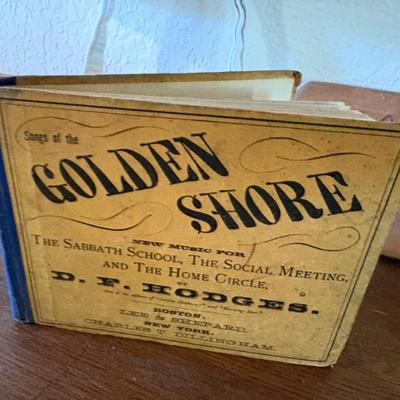 Songs of the
GOLDEN
SHORE
NEW MUSIC FOR
THE SABBATH SCHOOL, THE SOCIAL MEETING,
AND THE HOME CIRCLE,
BY
D. F. HODGES.
BOSTON,
LEE & SHEPARD.
NEW YORK,
CHARLES T. DILLINGHAM.